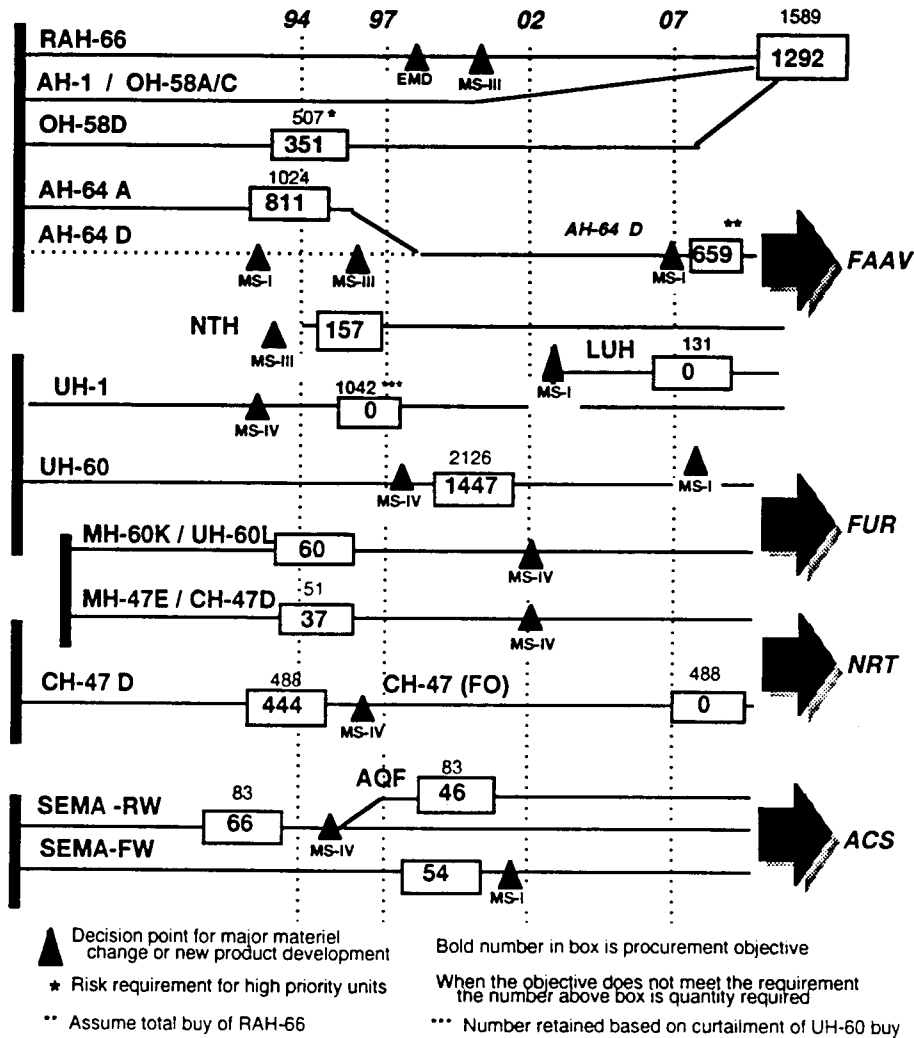 94 97 02 07
1589
RAH-66
1292
EMD MS-III
AH-1 / OH-58A/C
OH-58D
507 *
351
AH-64 A
1024
811
AH-64 D
AH-64 D
**
659
MS-I MS-III MS-I
FAAV
NTH
157
MS-III
LUH
131
0
MS-I
UH-1
1042 ***
0
MS-IV
UH-60
2126
1447
MS-IV MS-I
FUR
MH-60K / UH-60L
60
MS-IV
MH-47E / CH-47D
51
37
MS-IV
NRT
CH-47 D
488
444
CH-47 (FO)
488
0
MS-IV
AQF
83
46
SEMA -RW
83
66
MS-IV
ACS
SEMA-FW
54
MS-I
Decision point for major materiel
change or new product development
* Risk requirement for high priority units
** Assume total buy of RAH-66
Bold number in box is procurement objective
When the objective does not meet the requirement
the number above box is quantity required
*** Number retained based on curtailment of UH-60 buy